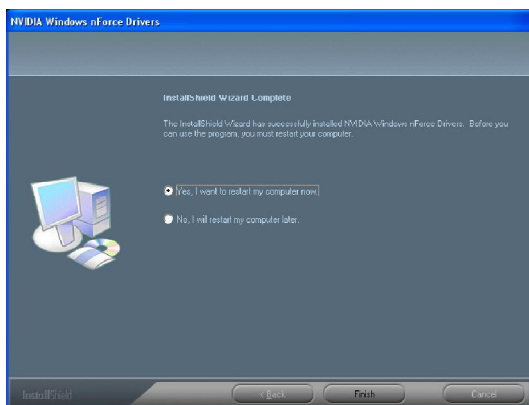 NVIDIA Windows nForce Drivers
InstallShield Wizard Complete
The InstallShield Wizard has successfully installed NVIDIA Windows nForce Drivers. Before you
can use the program, you must restart your computer.
Yes, I want to restart my computer now.
No, I will restart my computer later.
InstallShield
< Back
Finish
Cancel